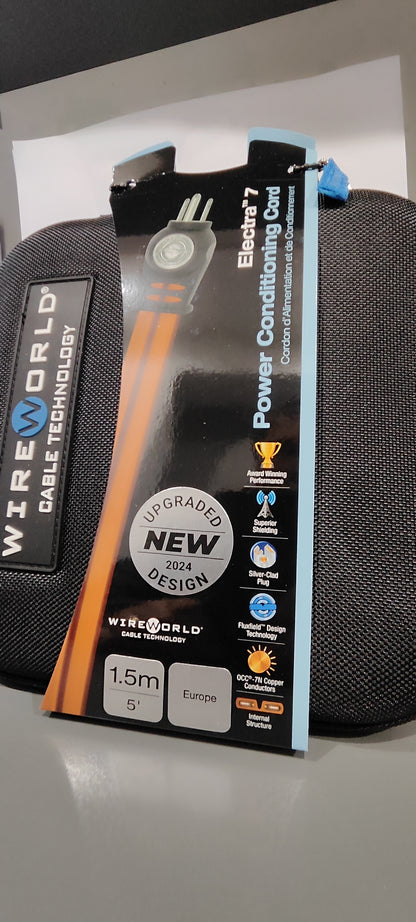 WIREWORLD®
CABLE TECHNOLOGY
Electra™ 7
Power Conditioning Cord
Cordon d'Alimentation et de Conditionnement
Award Winning
Performance
Superior
Shielding
Silver-Clad
Plug
Fluxfield™ Design
Technology
OCC®-7N Copper
Conductors
Internal
Structure
UPGRADED
NEW
2024
DESIGN
WIREWORLD®
CABLE TECHNOLOGY
1.5m
5'
Europe